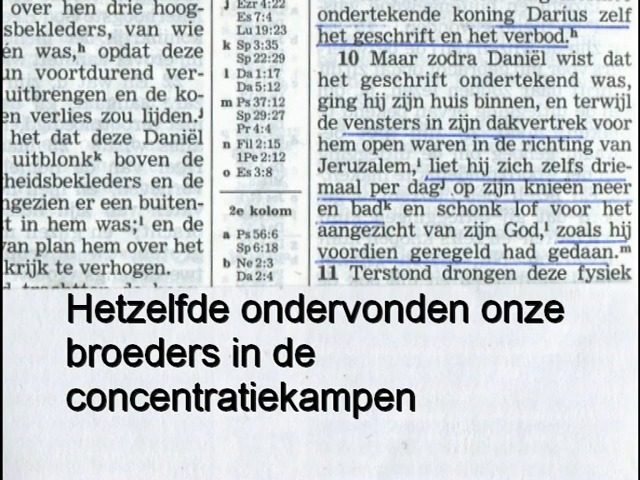 over hen drie hoog-
sbekleders, van wie
én was,ʰ opdat deze
un voortdurend ver-
uitbrengen en de ko-
en verlies zou lijden.ʲ
het dat deze Daniël
uitblonkᵏ boven de
heidsbekleders en de
ngezien er een buiten-
t in hem was;ˡ en de
van plan hem over het
krijk te verhogen.
j Ezr 4:22
Es 7:4
Lu 19:23
k Sp 3:35
Sp 22:29
l Da 1:17
Da 5:12
m Ps 37:12
Sp 29:27
Pr 4:4
n Fil 2:15
1Pe 2:12
o Es 3:8
2e kolom
a Ps 56:6
Sp 6:18
b Ne 2:3
Da 2:4
ondertekende koning Darius zelf
het geschrift en het verbod.ʰ
10 Maar zodra Daniël wist dat
het geschrift ondertekend was,
ging hij zijn huis binnen, en terwijl
de vensters in zijn dakvertrek voor
hem open waren in de richting van
Jeruzalem,ⁱ liet hij zich zelfs drie-
maal per dagʲ op zijn knieën neer
en badᵏ en schonk lof voor het
aangezicht van zijn God,ˡ zoals hij
voordien geregeld had gedaan.ᵐ
11 Terstond drongen deze fysiek
Hetzelfde ondervonden onze
broeders in de
concentratiekampen